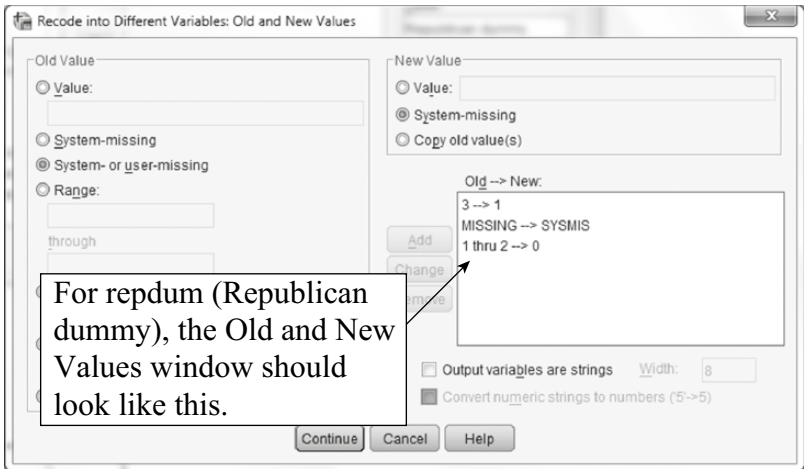 Recode into Different Variables: Old and New Values
Old Value
Value:
System-missing
System- or user-missing
Range:
through
New Value
Value:
System-missing
Copy old value(s)
Old --> New:
3 --> 1
MISSING --> SYSMIS
1 thru 2 --> 0
Add
Change
For repdum (Republican
dummy), the Old and New
Values window should
look like this.
Output variables are strings Width: 8
Convert numeric strings to numbers ('5'->5)
Continue Cancel Help